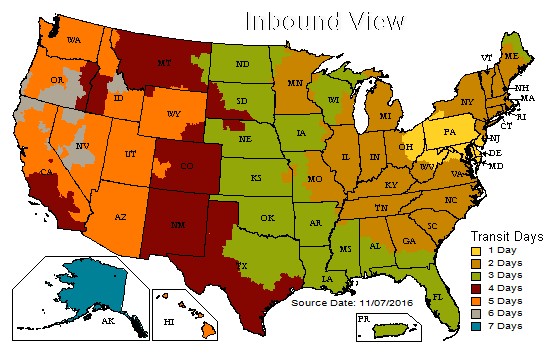 Inbound View
WA
OR
CA
NV
ID
MT
WY
UT
AZ
CO
NM
ND
SD
NE
KS
OK
TX
MN
IA
MO
AR
LA
WI
IL
MI
IN
OH
KY
TN
MS
AL
GA
FL
SC
NC
VA
WV
PA
NY
VT
ME
NH
MA
RI
CT
NJ
DE
MD
AK
HI
PR
Source Date: 11/07/2016
Transit Days
1 Day
2 Days
3 Days
4 Days
5 Days
6 Days
7 Days